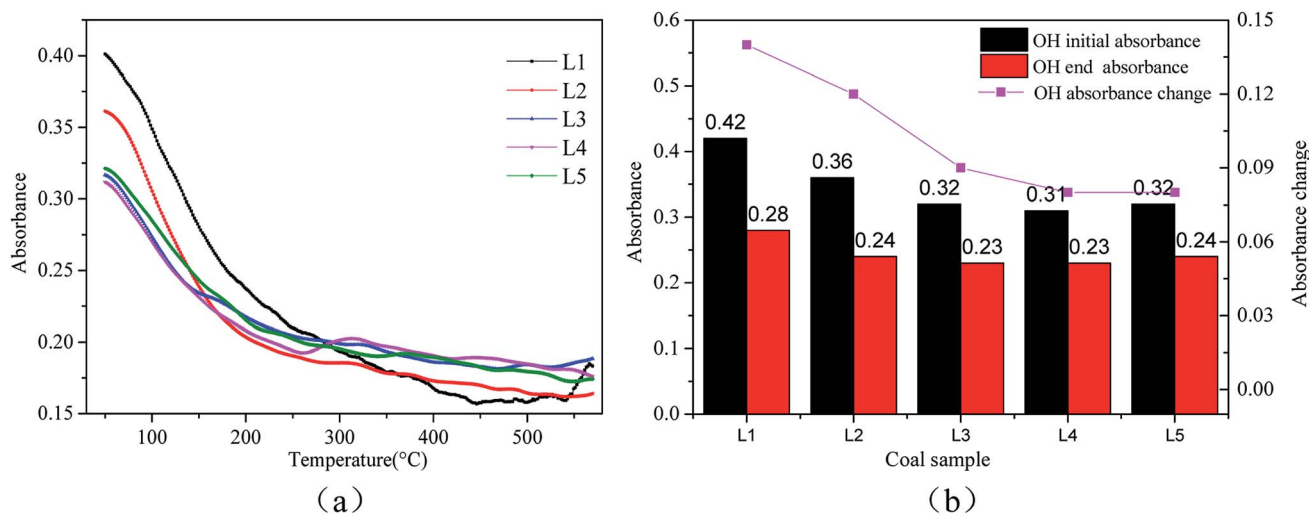 0.40
0.35
0.30
0.25
0.20
0.15
Absorbance
L1
L2
L3
L4
L5
100
200
300
400
500
Temperature(°C)
(a)
0.6
0.5
0.4
0.3
0.2
0.1
0.0
Absorbance
OH initial absorbance
OH end absorbance
OH absorbance change
0.42
0.28
0.36
0.24
0.32
0.23
0.31
0.23
0.32
0.24
0.15
0.12
0.09
0.06
0.03
0.00
Absorbance change
L1
L2
L3
L4
L5
Coal sample
(b)